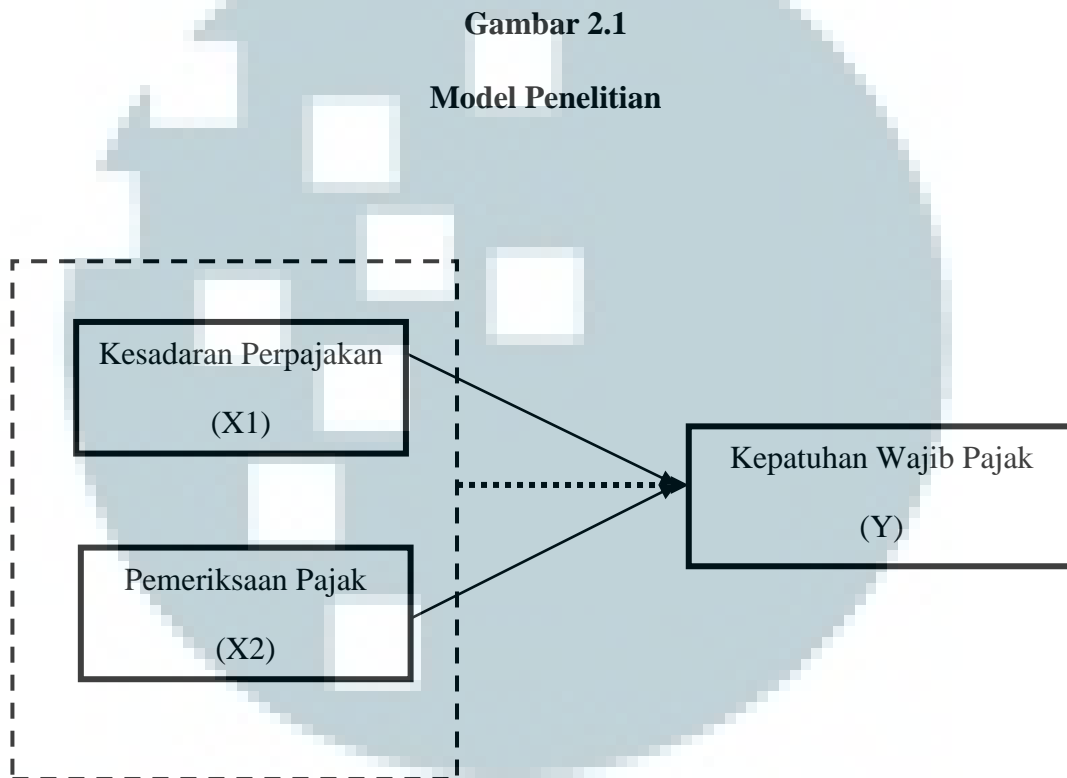 Gambar 2.1
Model Penelitian
Kesadaran Perpajakan
(X1)
Kepatuhan Wajib Pajak
(Y)
Pemeriksaan Pajak
(X2)